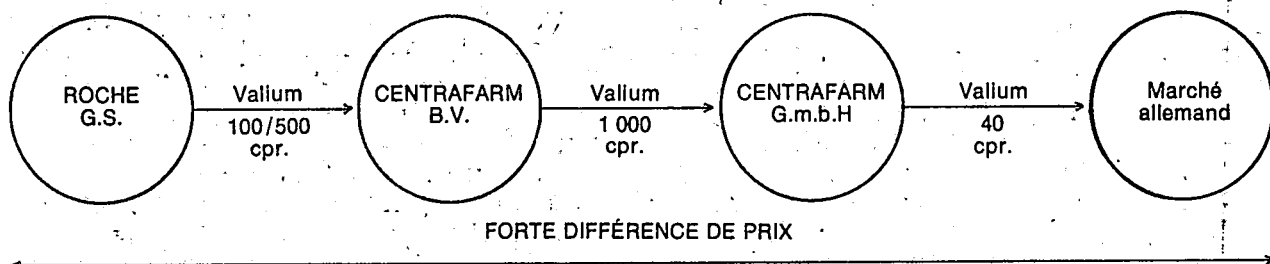 ROCHE
G.S.
Valium
100/500
cpr.
CENTRAFARM
B.V.
Valium
1 000
cpr.
CENTRAFARM
G.m.b.H
Valium
40
cpr.
Marché
allemand
FORTE DIFFÉRENCE DE PRIX